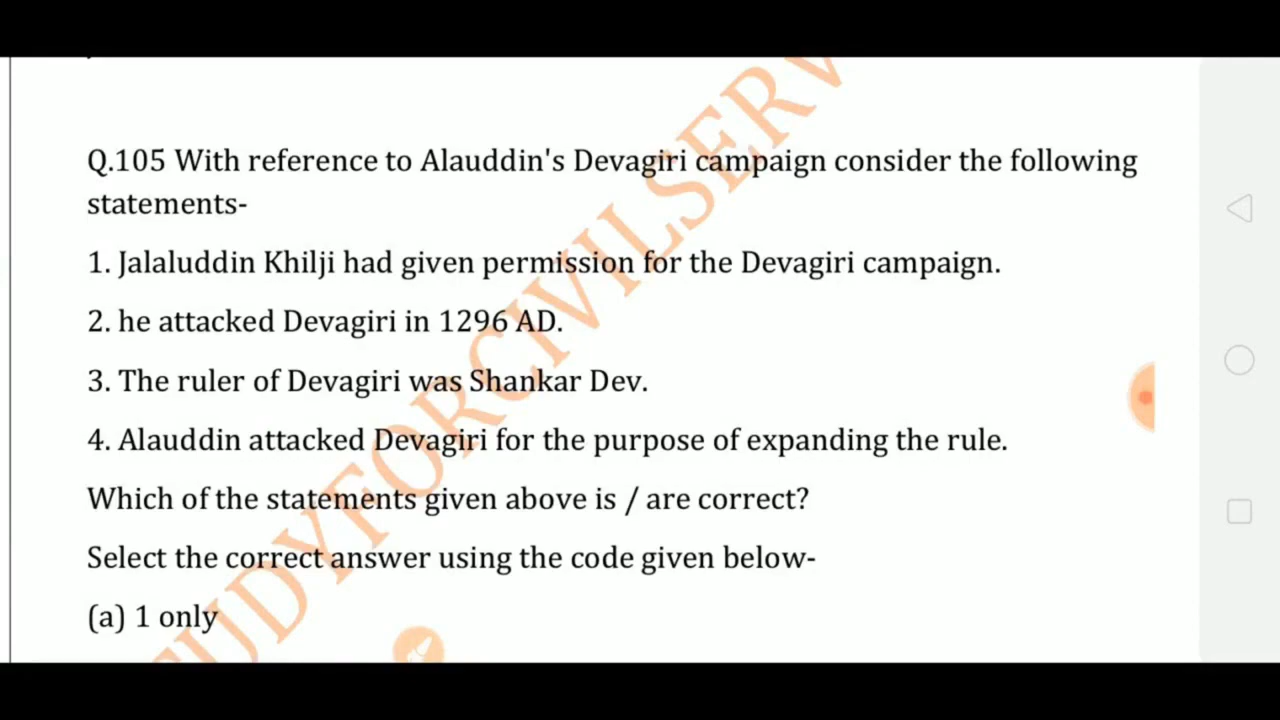 Q.105 With reference to Alauddin's Devagiri campaign consider the following
statements-
1. Jalaluddin Khilji had given permission for the Devagiri campaign.
2. he attacked Devagiri in 1296 AD.
3. The ruler of Devagiri was Shankar Dev.
4. Alauddin attacked Devagiri for the purpose of expanding the rule.
Which of the statements given above is / are correct?
Select the correct answer using the code given below-
(a) 1 only